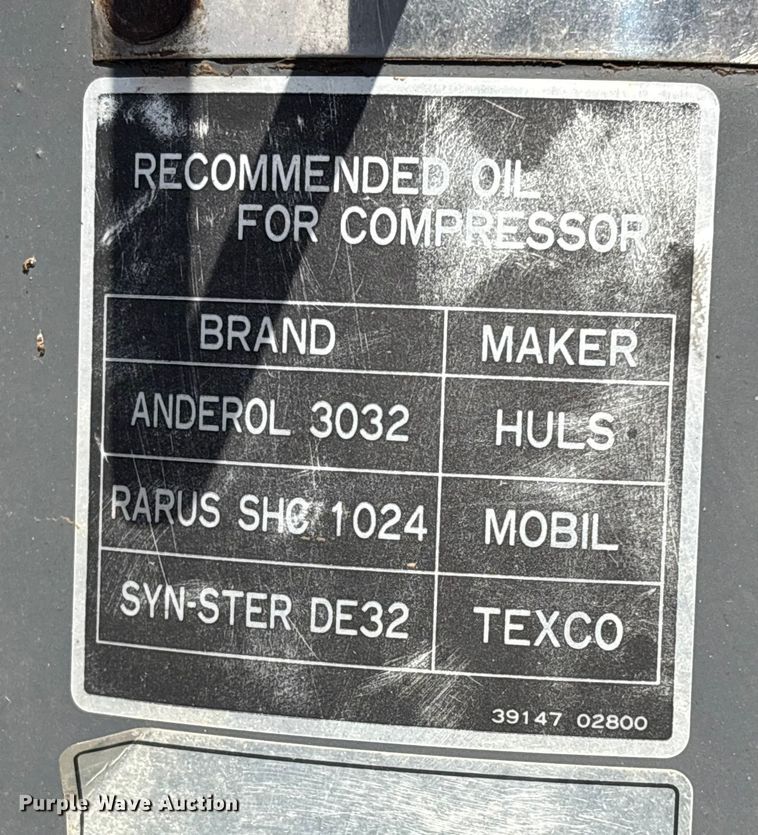 RECOMMENDED OIL
FOR COMPRESSOR
BRAND MAKER
ANDEROL 3032 HULS
RARUS SHC 1024 MOBIL
SYN-STER DE32 TEXCO
39147 02800
Purple Wave Auction